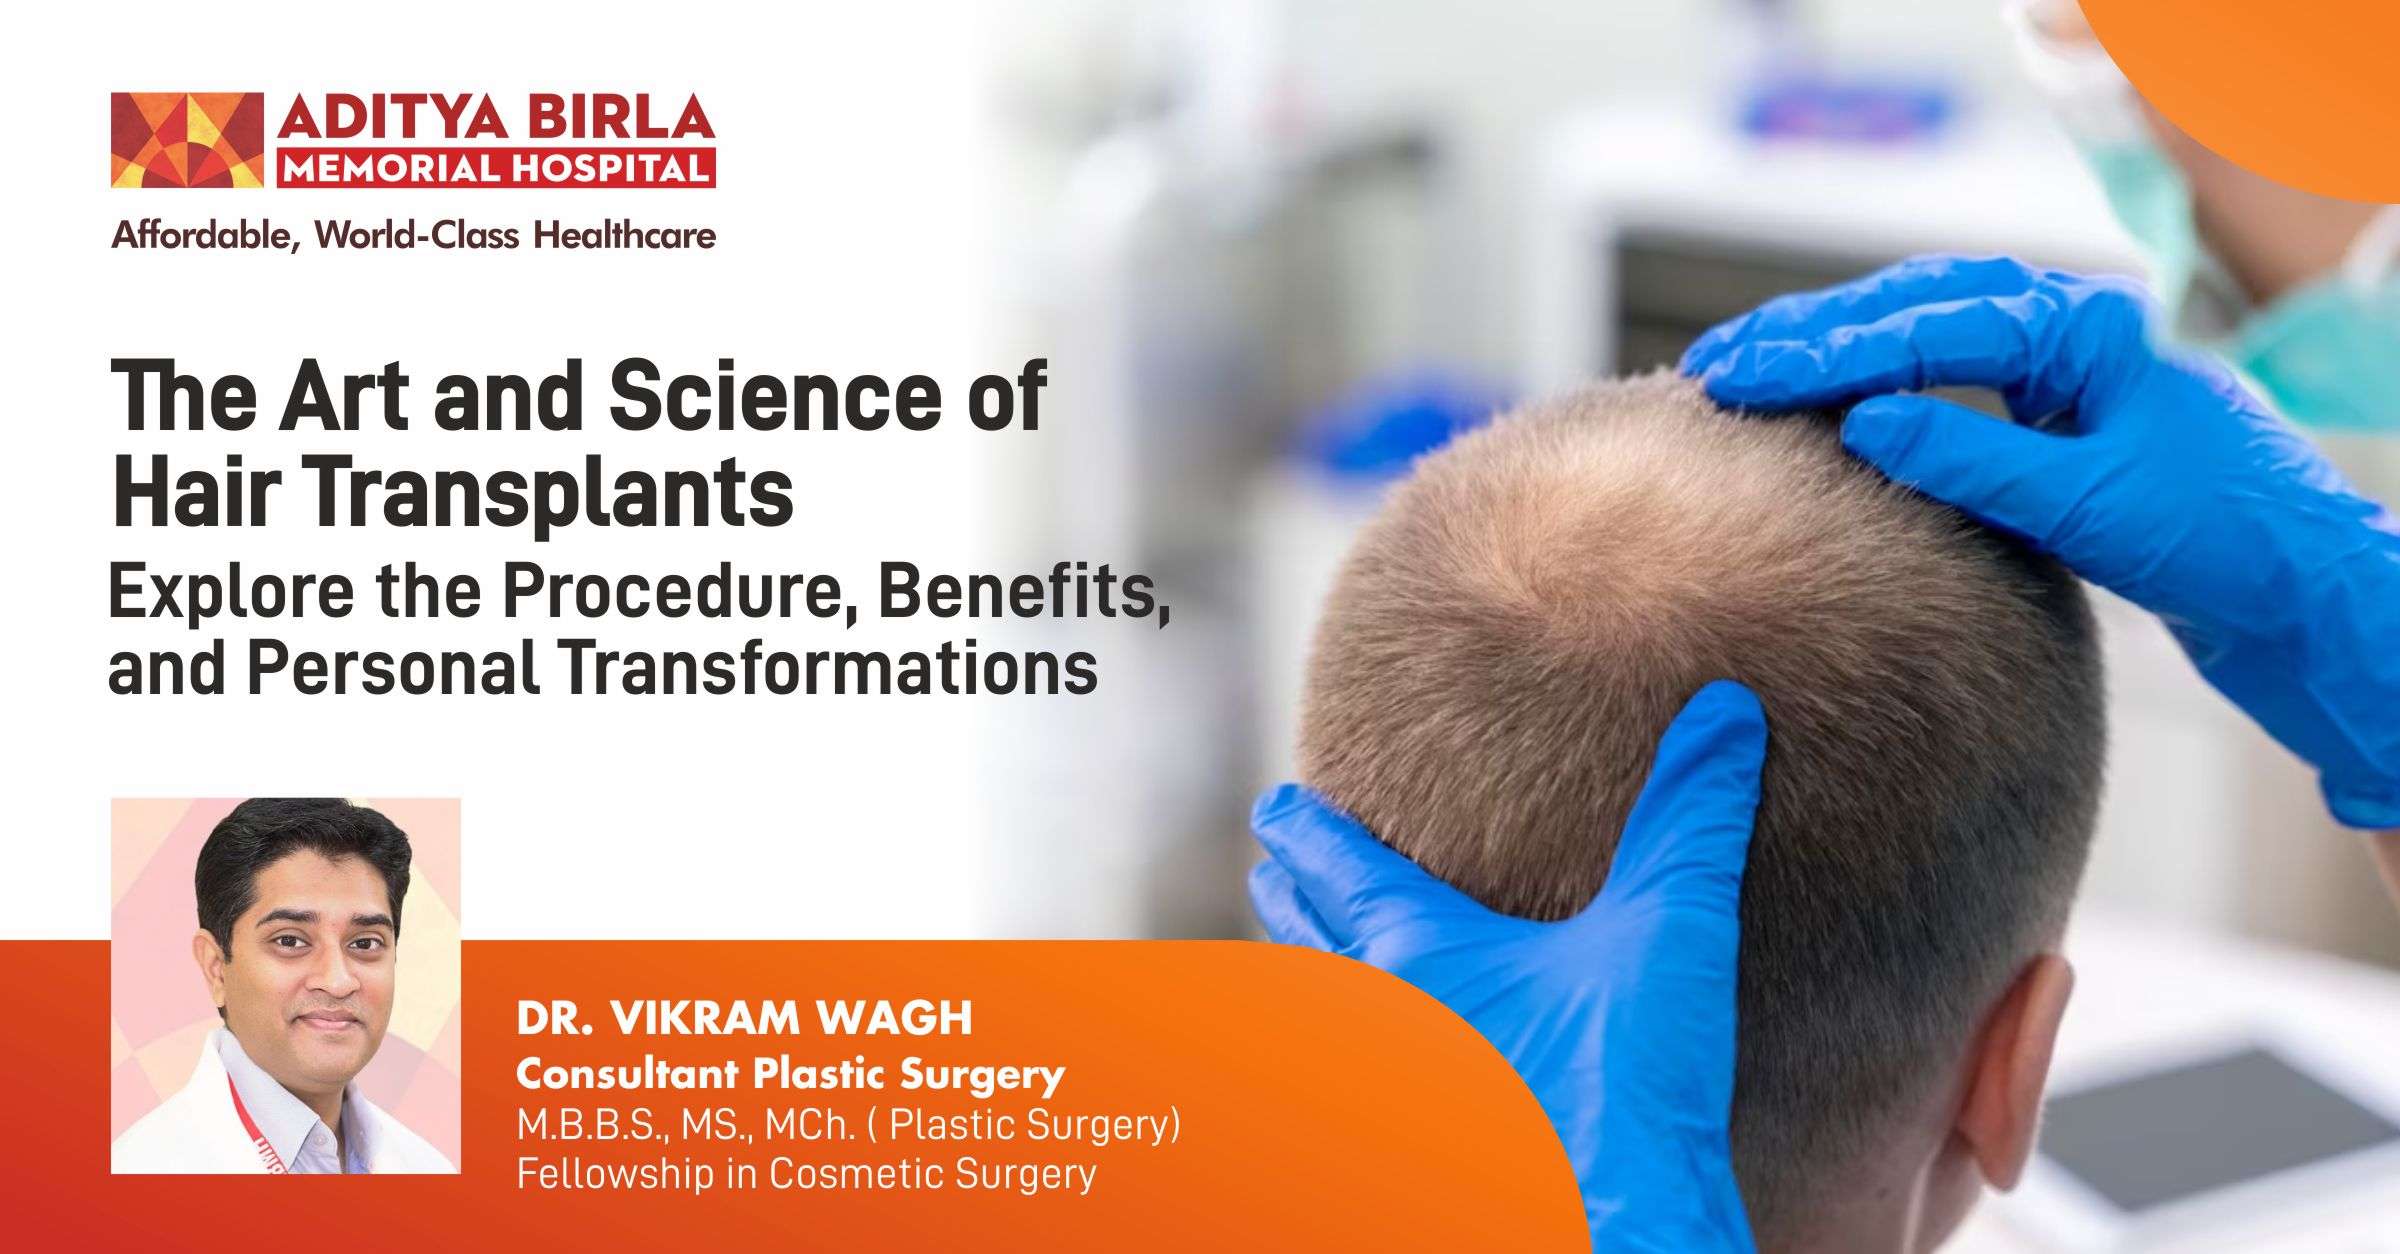 ADITYA BIRLA
MEMORIAL HOSPITAL
Affordable, World-Class Healthcare
The Art and Science of
Hair Transplants
Explore the Procedure, Benefits,
and Personal Transformations
DR. VIKRAM WAGH
Consultant Plastic Surgery
M.B.B.S., MS., MCh. ( Plastic Surgery)
Fellowship in Cosmetic Surgery